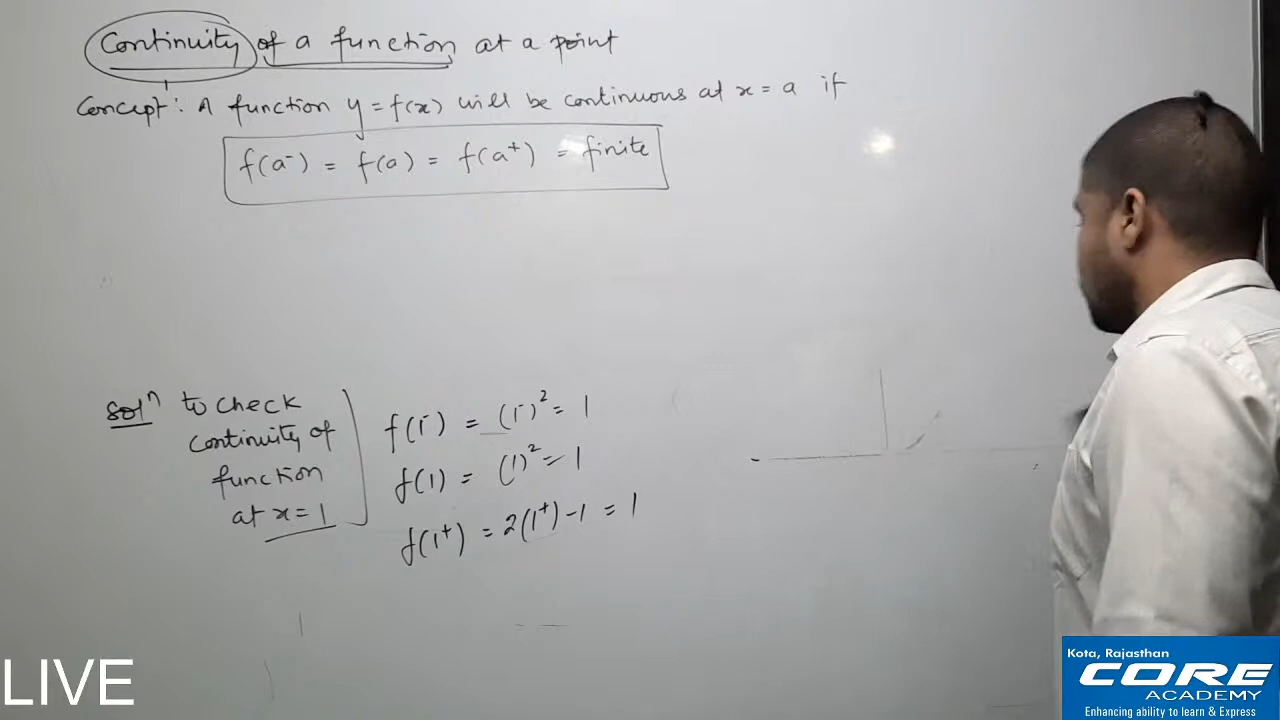 Continuity of a function at a point
Concept: A function y = f(x) will be continuous at x = a if
f(a⁻) = f(a) = f(a⁺) = finite
Solⁿ to check
continuity of
function
at x = 1
f(1⁻) = (1⁻)² = 1
f(1) = (1)² = 1
f(1⁺) = 2(1⁺) - 1 = 1
LIVE
Kota, Rajasthan
CORE
ACADEMY
Enhancing ability to learn & Express